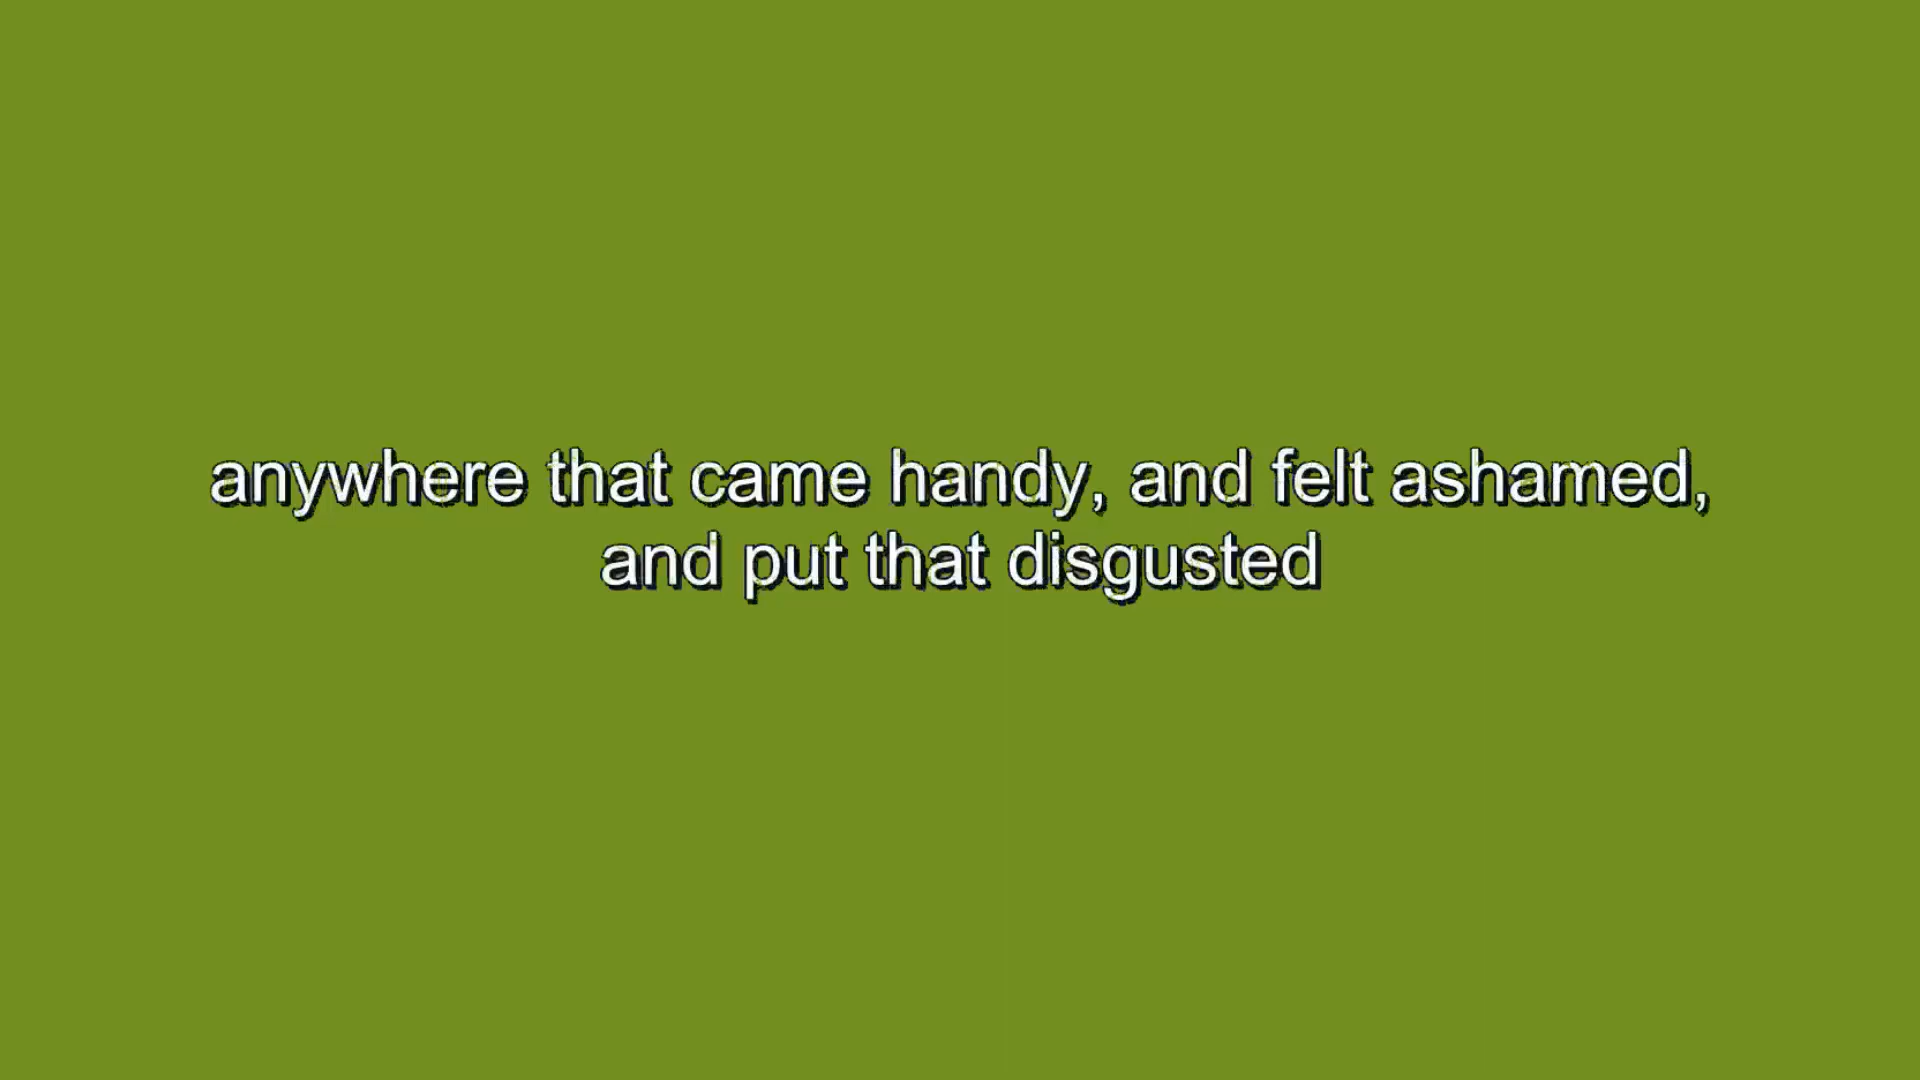 anywhere that came handy, and felt ashamed,
and put that disgusted